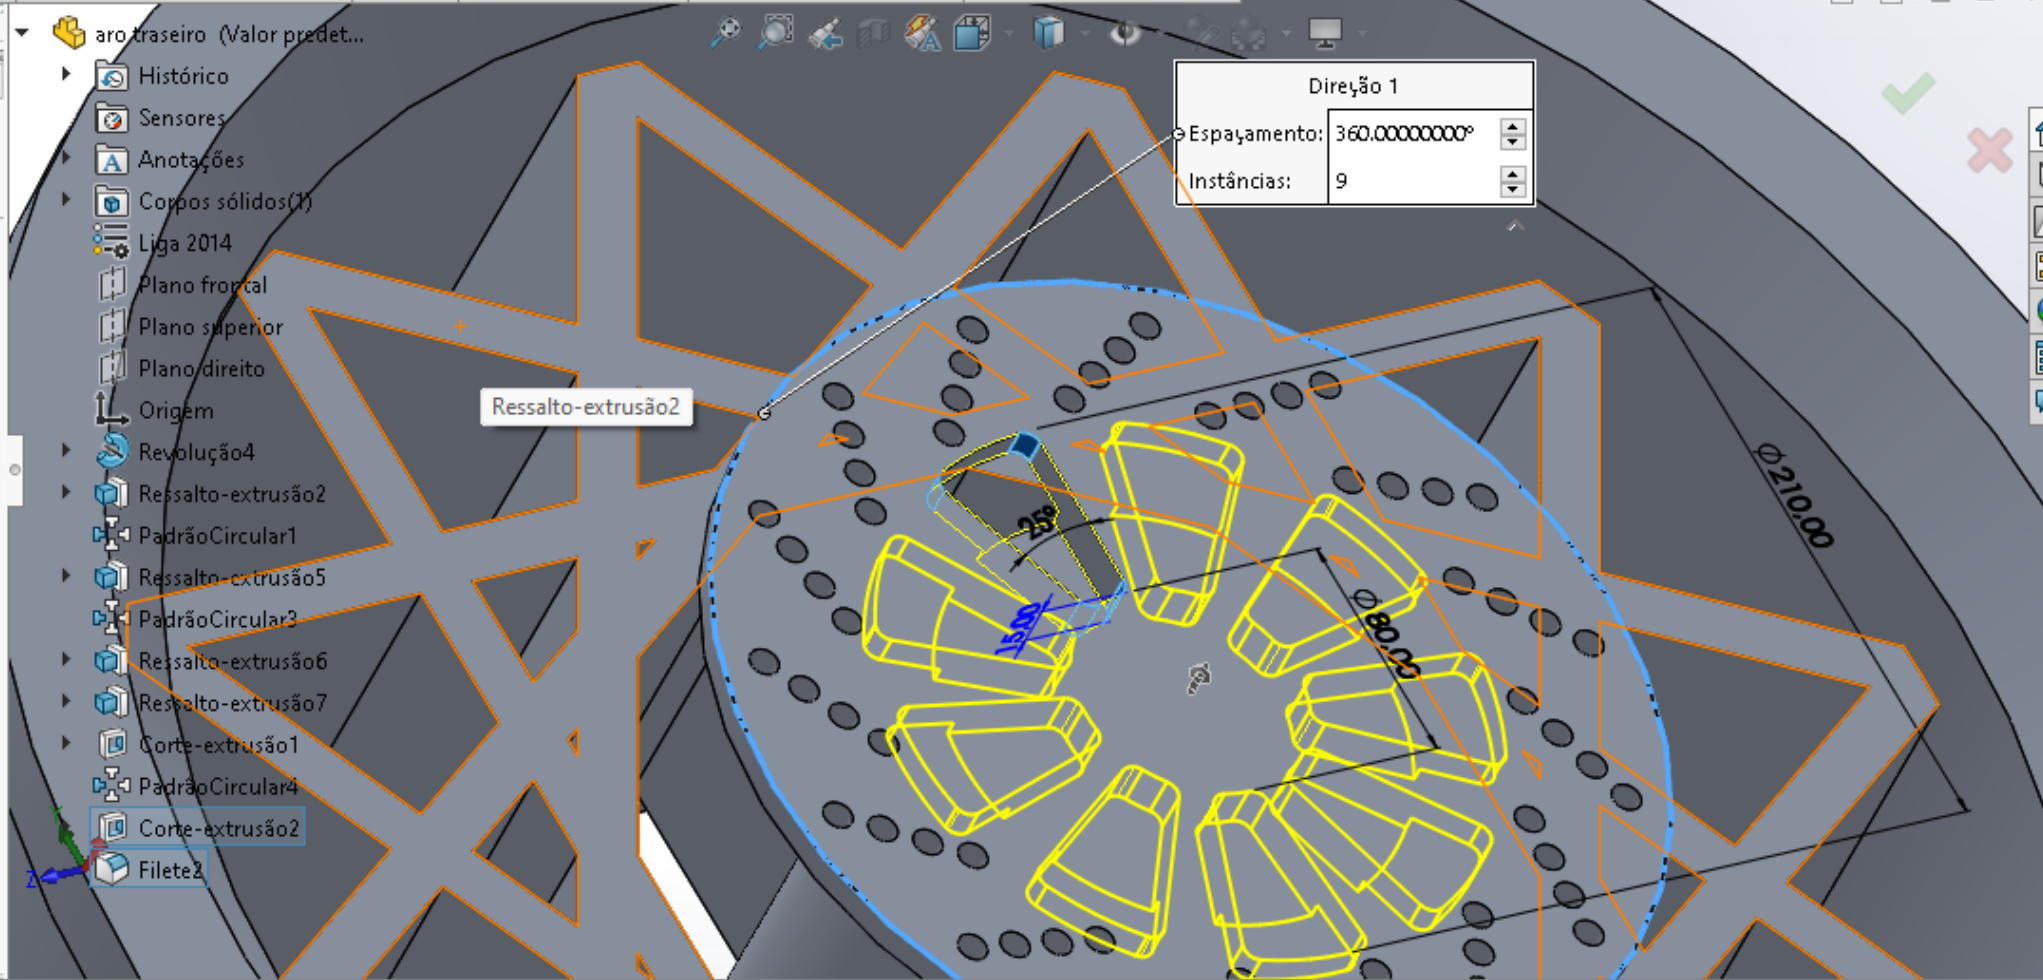 aro traseiro (Valor predet...
Histórico
Sensores
Anotações
Corpos sólidos(1)
Liga 2014
Plano frontal
Plano superior
Plano direito
Origem
Revolução4
Ressalto-extrusão2
PadrãoCircular1
Ressalto-extrusão5
PadrãoCircular3
Ressalto-extrusão6
Ressalto-extrusão7
Corte-extrusão1
PadrãoCircular4
Corte-extrusão2
Filete2
Direção 1
Espaçamento: 360.00000000°
Instâncias: 9
Ressalto-extrusão2
Ø210,00
25°
15,00
Ø80,00
Y
Z